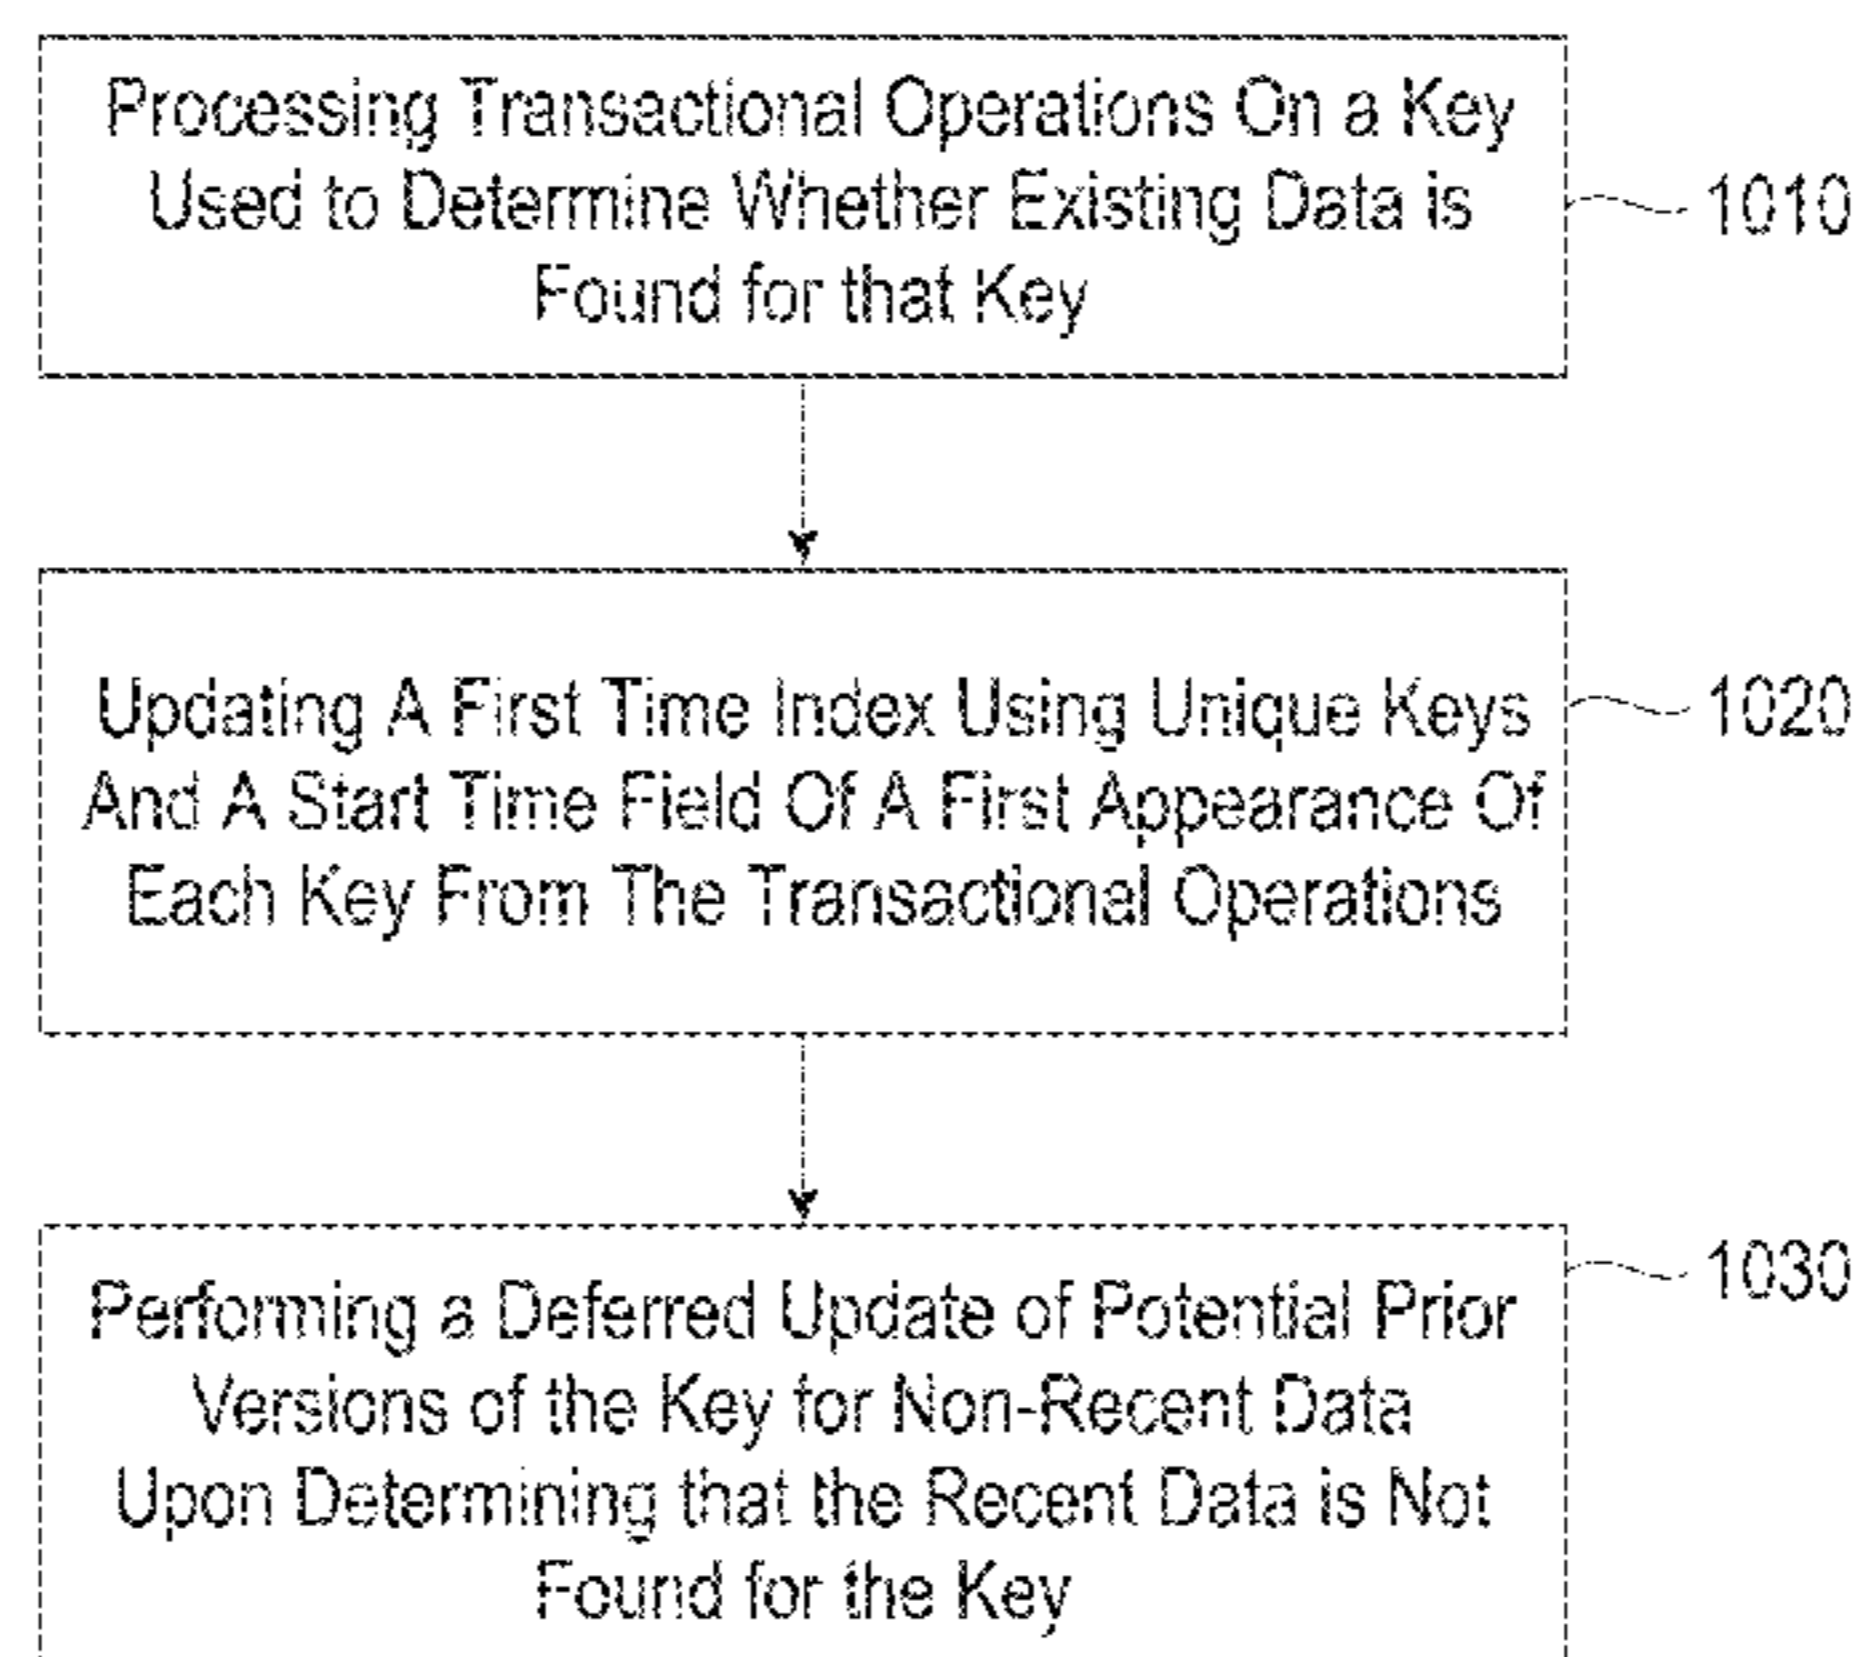 Processing Transactional Operations On a Key
Used to Determine Whether Existing Data is
Found for that Key
1010
Updating A First Time Index Using Unique Keys
And A Start Time Field Of A First Appearance Of
Each Key From The Transactional Operations
1020
Performing a Deferred Update of Potential Prior
Versions of the Key for Non-Recent Data
Upon Determining that the Recent Data is Not
Found for the Key
1030